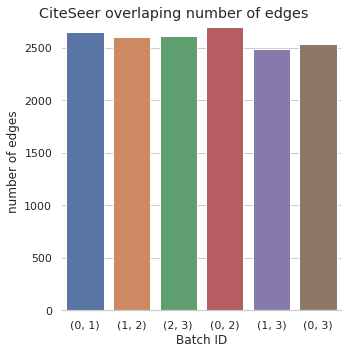 CiteSeer overlaping number of edges
number of edges
2500
2000
1500
1000
500
0
(0, 1) (1, 2) (2, 3) (0, 2) (1, 3) (0, 3)
Batch ID